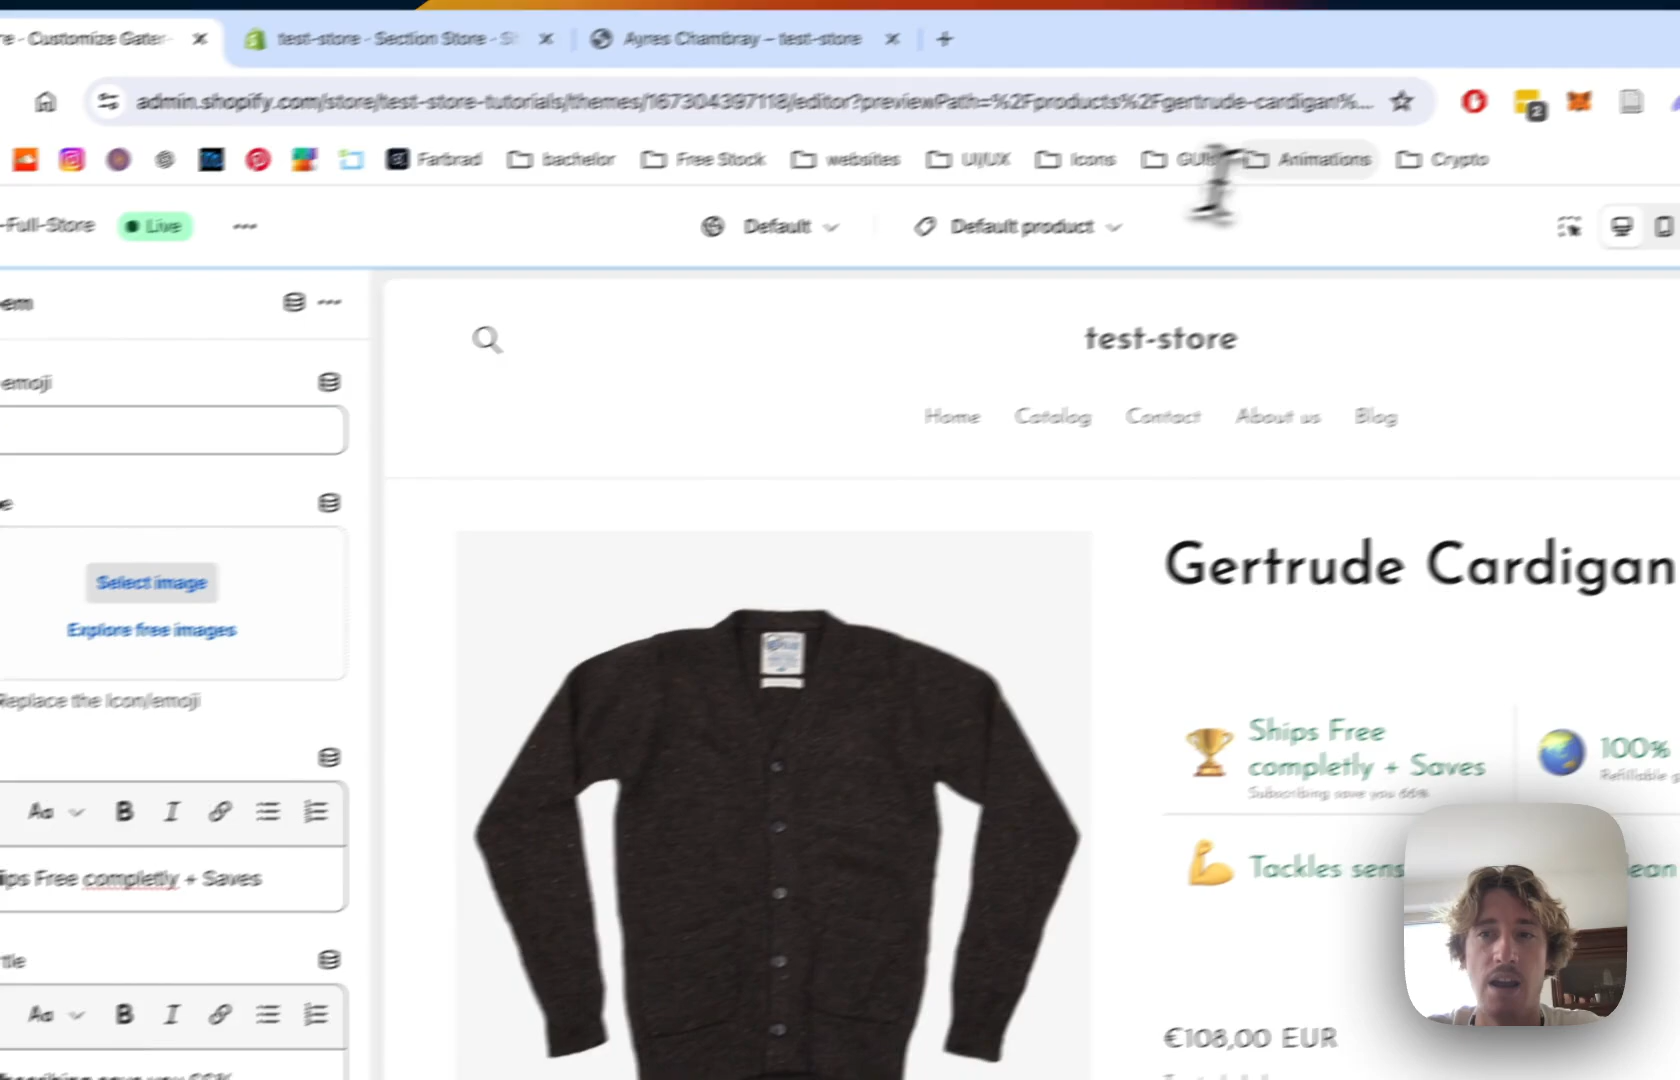 re - Customize Gater
test-store - Section Store - S
Ayres Chambray – test-store
admin.shopify.com/store/test-store-tutorials/themes/167304397118/editor?previewPath=%2Fproducts%2Fgertrude-cardigan%...
2
Farbrad
bachelor
Free Stock
websites
UI/UX
Icons
Animations
Crypto
-Full-Store
Live
Default
Default product
em
emoji
e
Select image
Explore free images
Replace the Icon/emoji
Aa
B
I
ips Free completly + Saves
tle
Aa
B
I
test-store
Home
Catalog
Contact
About us
Blog
Gertrude Cardigan
Ships Free
completly + Saves
Subscribing save you 66%
100%
Refillable g
Tackles sens
ean
€108,00 EUR